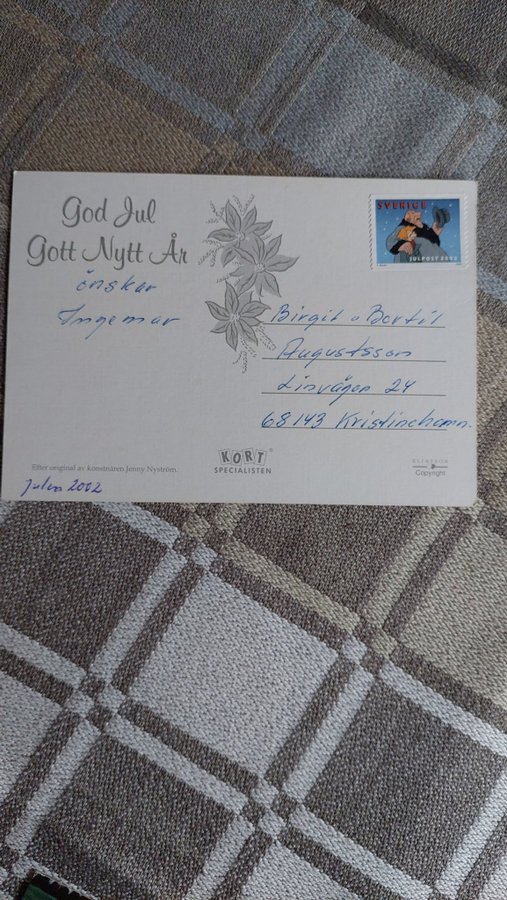 God Jul
Gott Nytt År
önskar
Ingemar
SVERIGE
JULPOST 2002
Birgit o Bertil
Augustsson
Linvägen 24
68143 Kristinehamn.
Efter original av konstnären Jenny Nyström.
KORT®
SPECIALISTEN
Copyright
Julen 2002